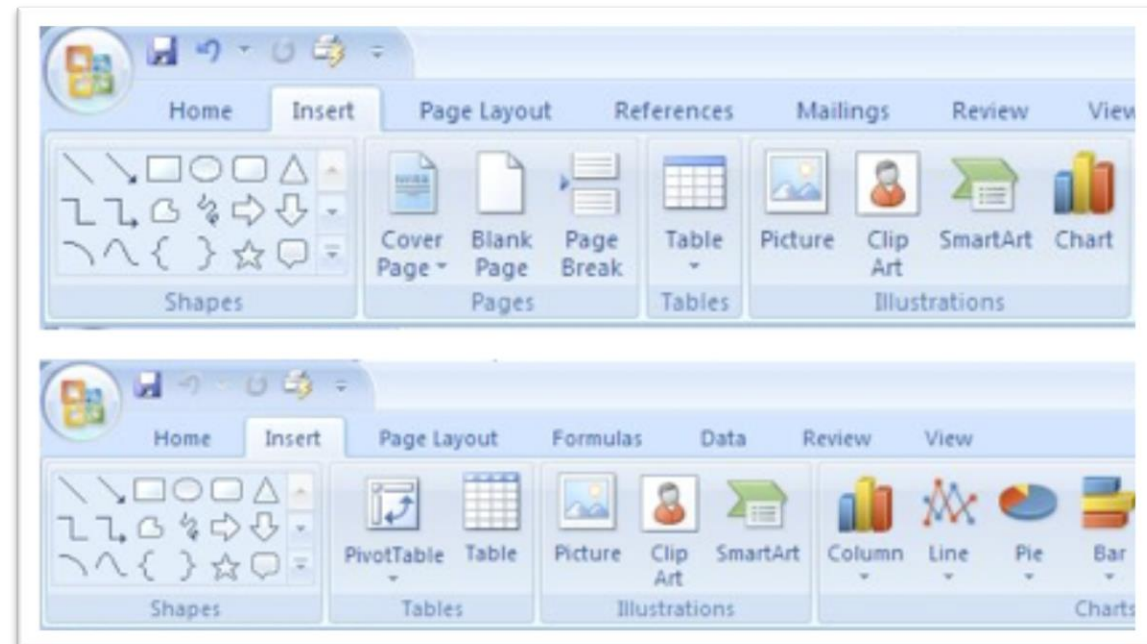 Home Insert Page Layout References Mailings Review View
Cover Page Blank Page Page Break Table Picture Clip Art SmartArt Chart
Shapes Pages Tables Illustrations
Home Insert Page Layout Formulas Data Review View
PivotTable Table Picture Clip Art SmartArt Column Line Pie Bar
Shapes Tables Illustrations Charts